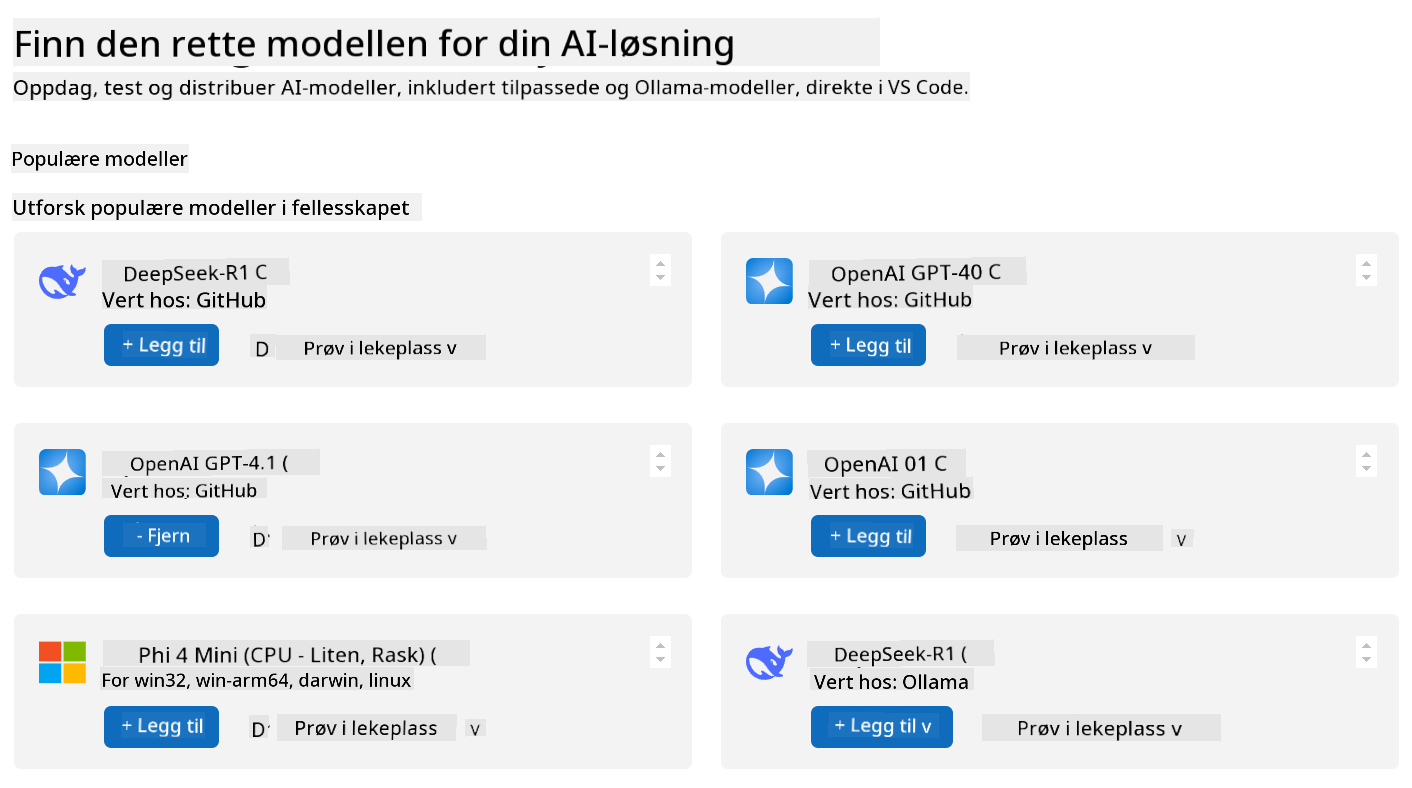 Finn den rette modellen for din AI-løsning
Oppdag, test og distribuer AI-modeller, inkludert tilpassede og Ollama-modeller, direkte i VS Code.
Populære modeller
Utforsk populære modeller i fellesskapet
DeepSeek-R1 C
Vert hos: GitHub
+ Legg til
D
Prøv i lekeplass v
OpenAI GPT-40 C
Vert hos: GitHub
+ Legg til
Prøv i lekeplass v
OpenAI GPT-4.1 (
Vert hos: GitHub
- Fjern
D
Prøv i lekeplass v
OpenAI 01 C
Vert hos: GitHub
+ Legg til
Prøv i lekeplass v
Phi 4 Mini (CPU - Liten, Rask) (
For win32, win-arm64, darwin, linux
+ Legg til
D
Prøv i lekeplass v
DeepSeek-R1 (
Vert hos: Ollama
+ Legg til v
Prøv i lekeplass v